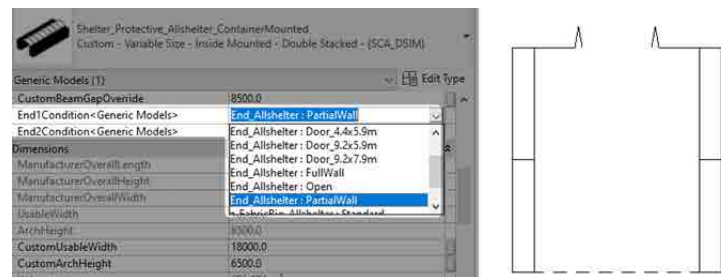 Shelter_Protective_Allshelter_ContainerMounted
Custom - Variable Size - Inside Mounted - Double Stacked - (SCA_DSIM)
Generic Models (1)
Edit Type
CustomBeamGapOverride 8500.0
End1Condition<Generic Models> End_Allshelter : PartialWall
End2Condition<Generic Models> End_Allshelter : Door_4.4x5.9m
End_Allshelter : Door_9.2x5.9m
Dimensions
End_Allshelter : Door_9.2x7.9m
ManufacturerOverallLength
End_Allshelter : FullWall
ManufacturerOverallHeight
End_Allshelter : Open
ManufacturerOverallWidth
End_Allshelter : PartialWall
UsableWidth
ArchHeight 6500.0
CustomUsableWidth 18000.0
CustomArchHeight 6500.0